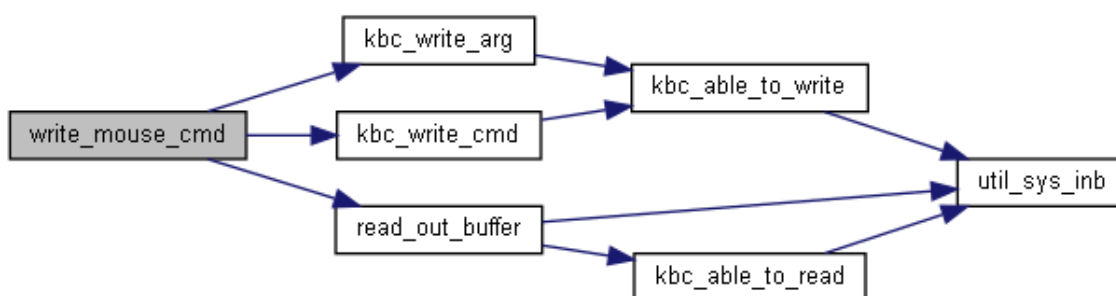 kbc_write_arg
kbc_able_to_write
write_mouse_cmd
kbc_write_cmd
util_sys_inb
read_out_buffer
kbc_able_to_read